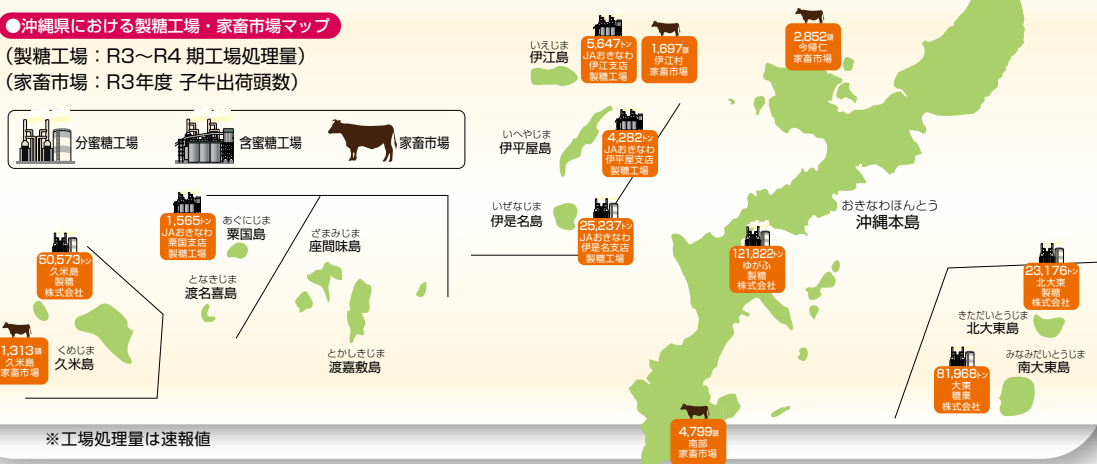 ●沖縄県における製糖工場・家畜市場マップ
(製糖工場：R3〜R4 期工場処理量)
(家畜市場：R3年度 子牛出荷頭数)
分蜜糖工場
含蜜糖工場
家畜市場
いえじま
伊江島
5,647トン
JAおきなわ
伊江支店
製糖工場
1,697頭
伊江村
家畜市場
2,852頭
今帰仁
家畜市場
いへやじま
伊平屋島
4,282トン
JAおきなわ
伊平屋支店
製糖工場
いぜなじま
伊是名島
25,237トン
JAおきなわ
伊是名支店
製糖工場
おきなわほんとう
沖縄本島
121,822トン
ゆがふ
製糖
株式会社
1,565トン
JAおきなわ
粟国支店
製糖工場
あぐにじま
粟国島
ざまみじま
座間味島
となきじま
渡名喜島
とかしきじま
渡嘉敷島
50,573トン
久米島
製糖
株式会社
1,313頭
久米島
家畜市場
くめじま
久米島
23,176トン
北大東
製糖
株式会社
きただいとうじま
北大東島
みなみだいとうじま
南大東島
81,968トン
大東
糖業
株式会社
4,799頭
南部
家畜市場
※工場処理量は速報値